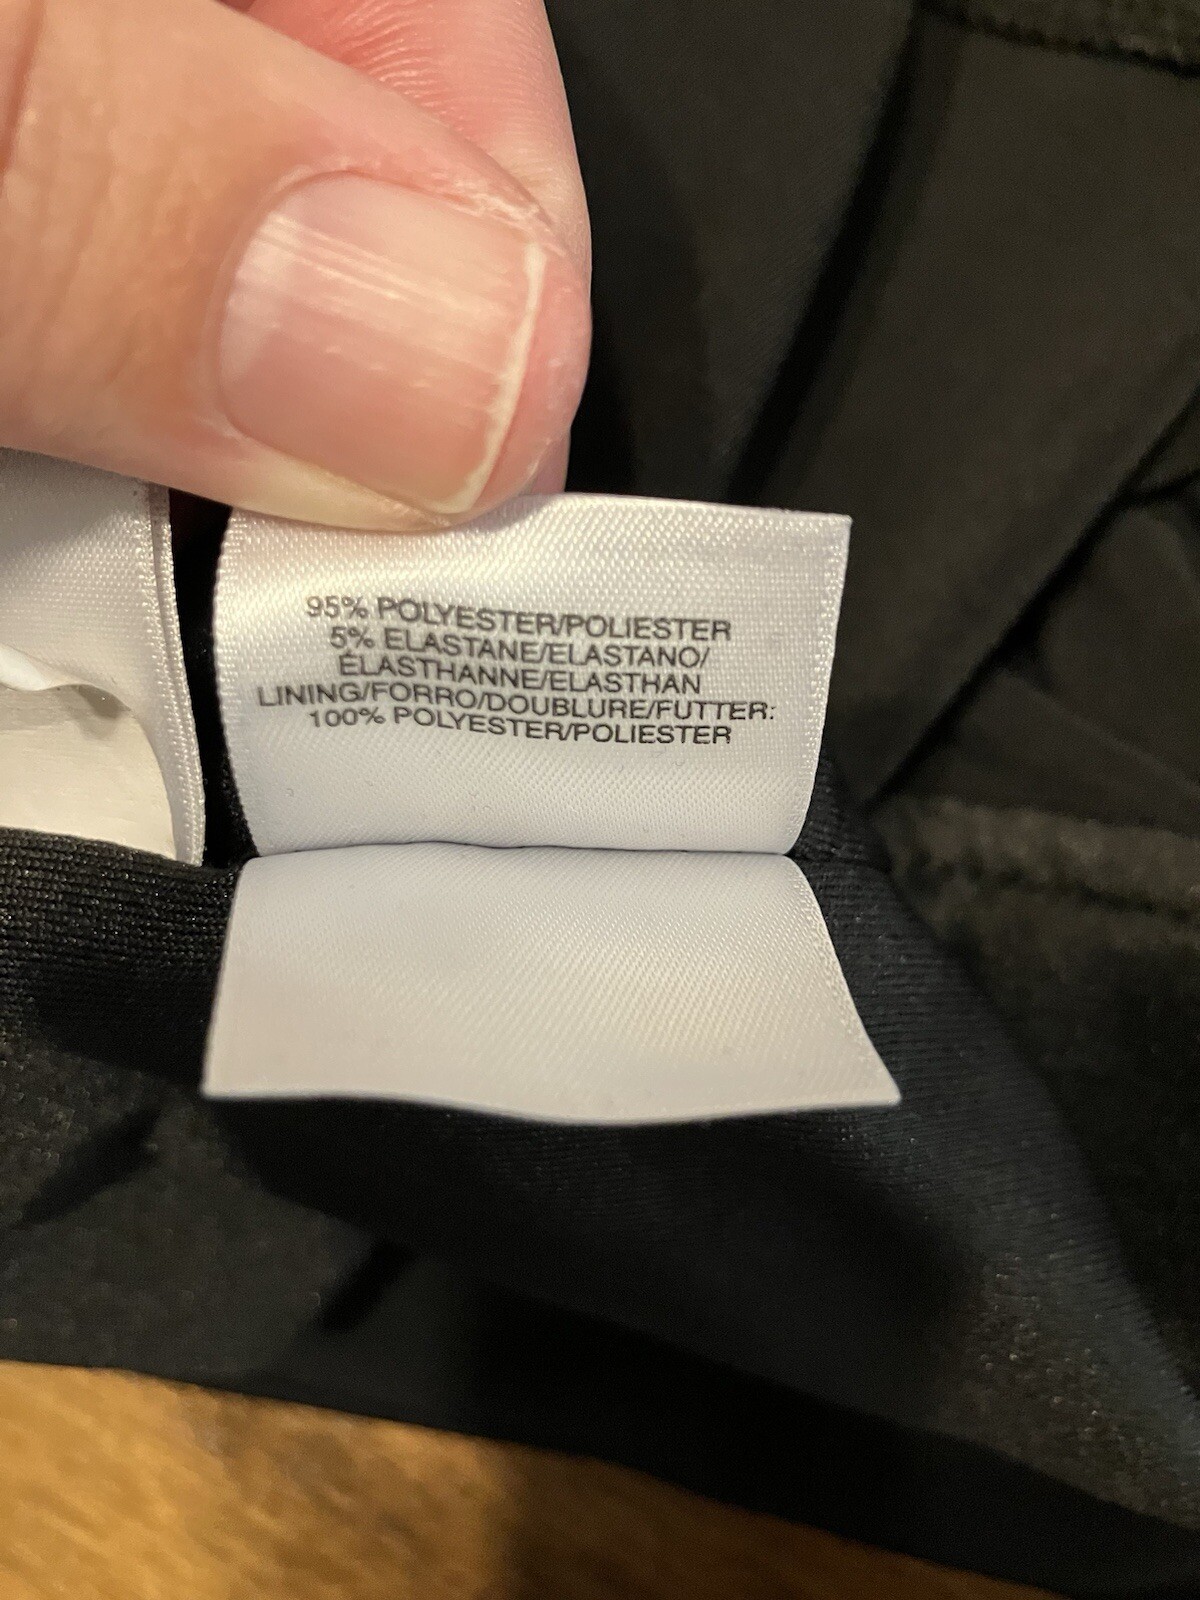 95% POLYESTER/POLIESTER
5% ELASTANE/ELASTANO/
ÉLASTHANNE/ELASTHAN
LINING/FORRO/DOUBLURE/FUTTER:
100% POLYESTER/POLIESTER